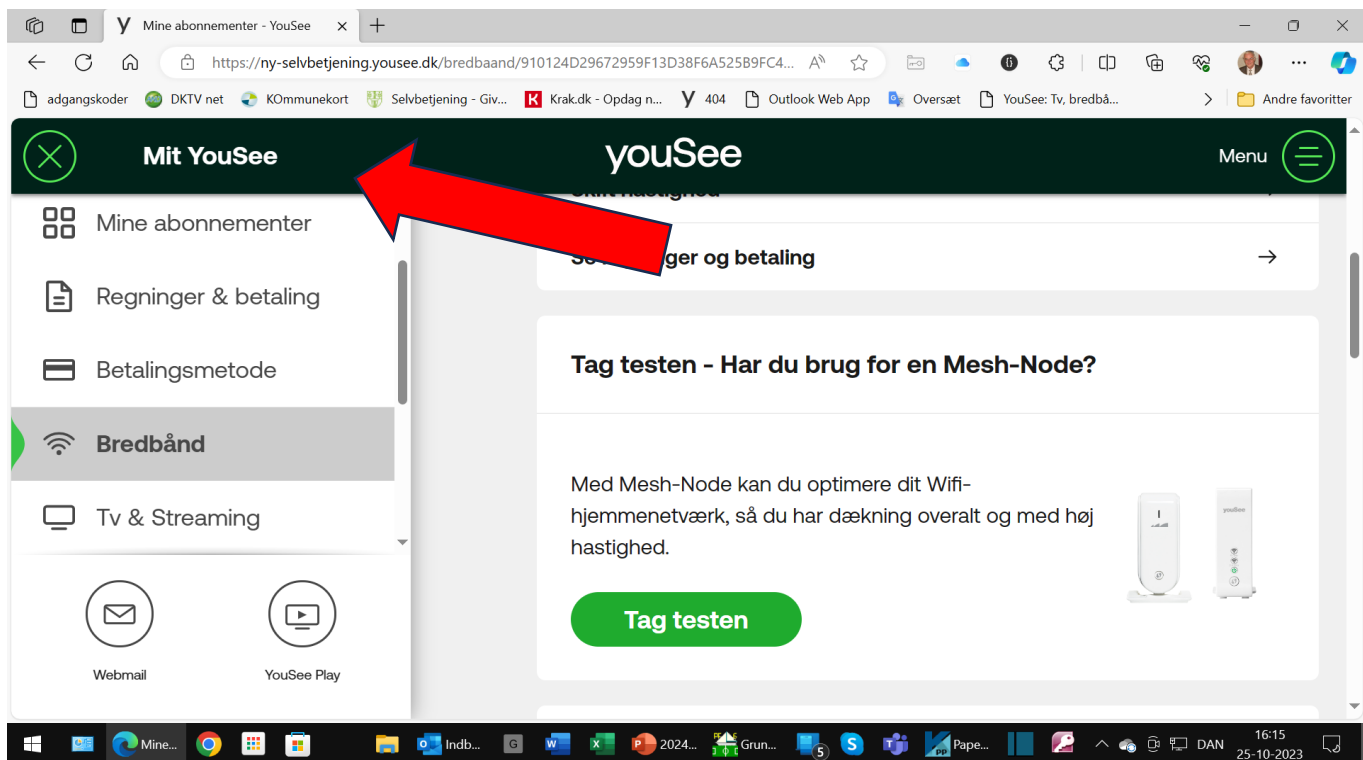 Mine abonnementer - YouSee
https://ny-selvbetjening.yousee.dk/bredbaand/910124D29672959F13D38F6A525B9FC4...
adgangskoder DKTV net KOmmunekort Selvbetjening - Giv... Krak.dk - Opdag n... 404 Outlook Web App Oversæt YouSee: Tv, bredbå... Andre favoritter
Mit YouSee
youSee
Menu
Mine abonnementer
Regninger & betaling
Betalingsmetode
Bredbånd
Tv & Streaming
Webmail
YouSee Play
ger og betaling
Tag testen - Har du brug for en Mesh-Node?
Med Mesh-Node kan du optimere dit Wifi-
hjemmenetværk, så du har dækning overalt og med høj
hastighed.
Tag testen
Mine... Indb... 2024... Grun... 5 Pape... DAN 16:15
25-10-2023